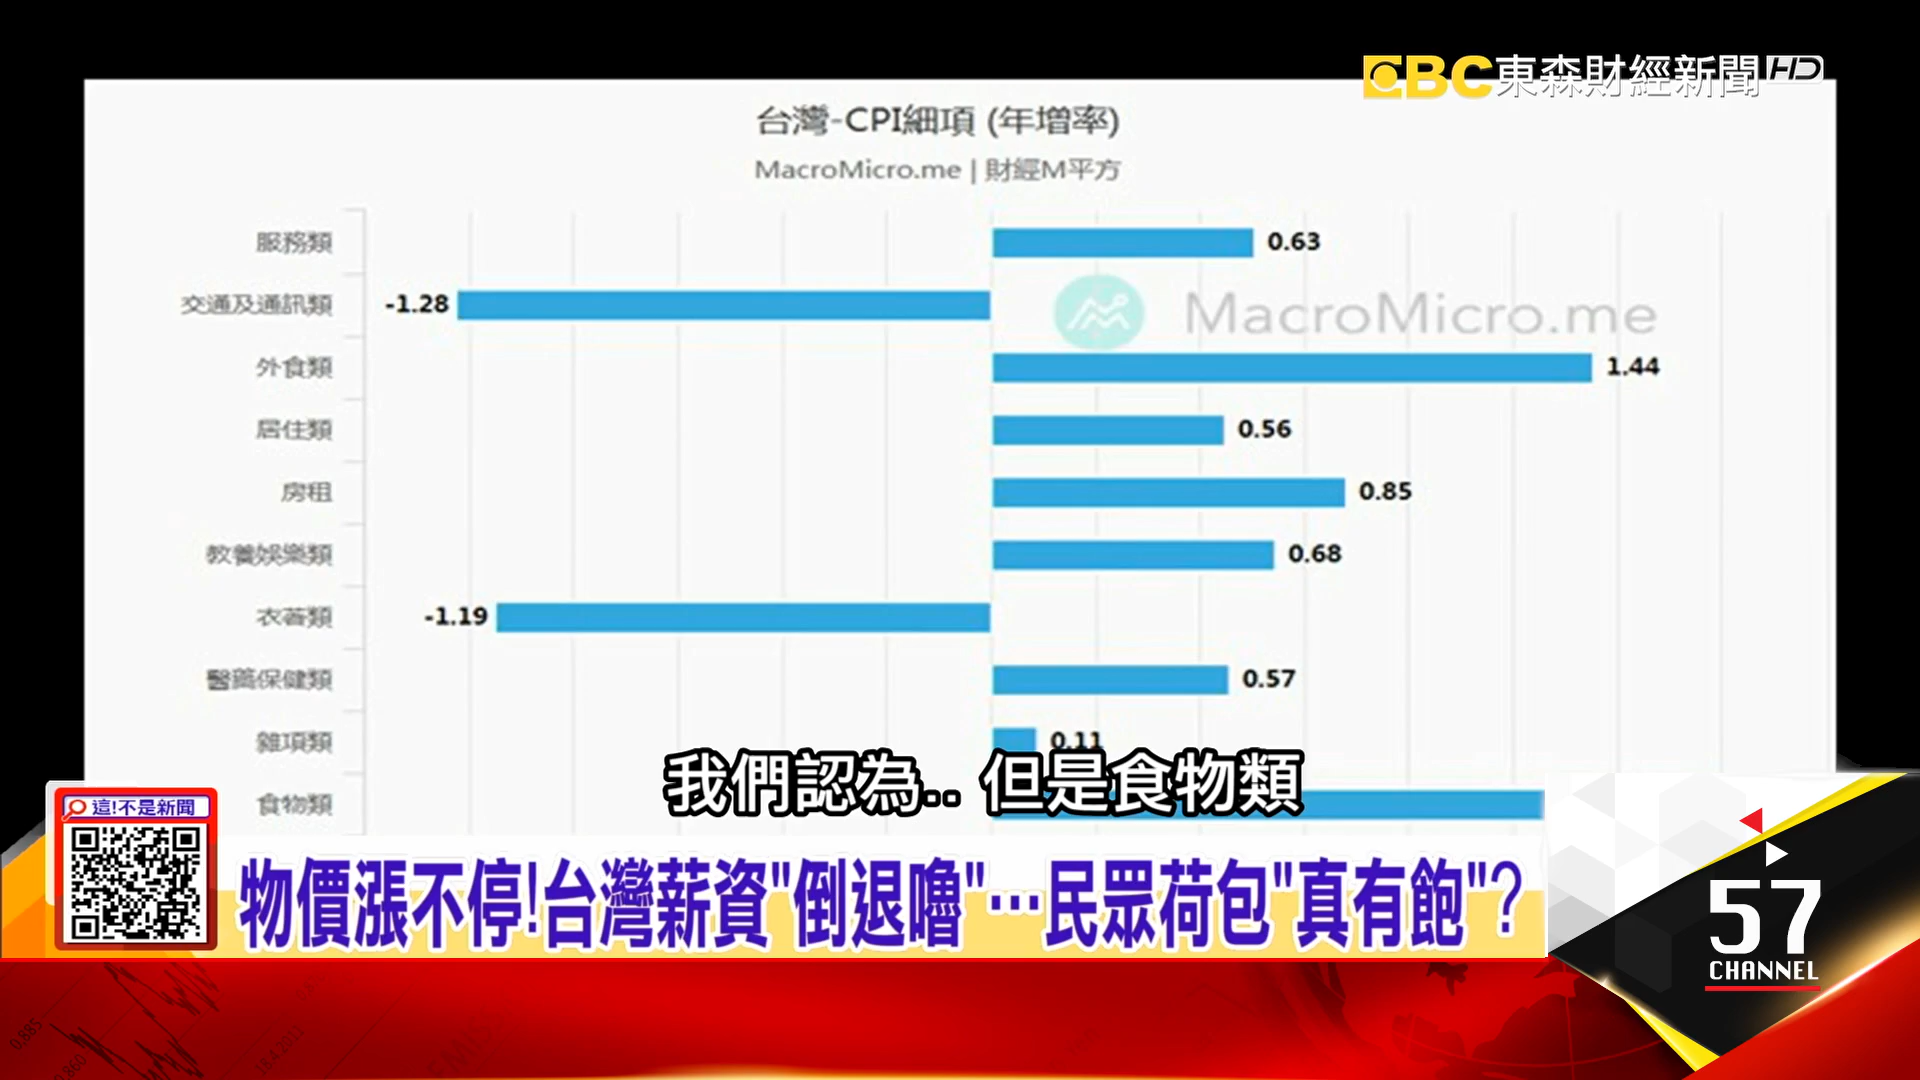 EBC東森財經新聞HD
台灣-CPI細項 (年增率)
MacroMicro.me | 財經M平方
服務類 0.63
交通及通訊類 -1.28
MacroMicro.me
外食類 1.44
居住類 0.56
房租 0.85
教養娛樂類 0.68
衣著類 -1.19
醫藥保健類 0.57
雜項類 0.11
我們認為.. 但是食物類
食物類
這!不是新聞
物價漲不停!台灣薪資"倒退嚕"…民眾荷包"真有飽"?
57
CHANNEL